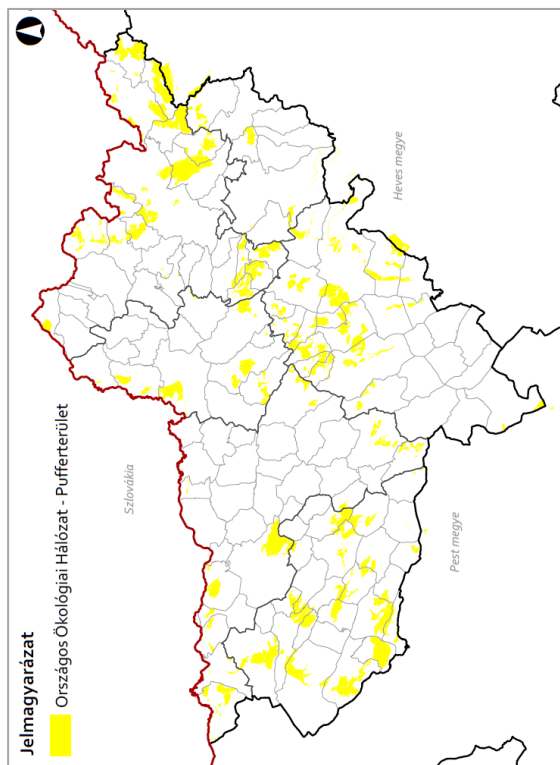 Jelmagyarázat
Országos Ökológiai Hálózat - Pufferterület
Szlovákia
Pest megye
Heves megye